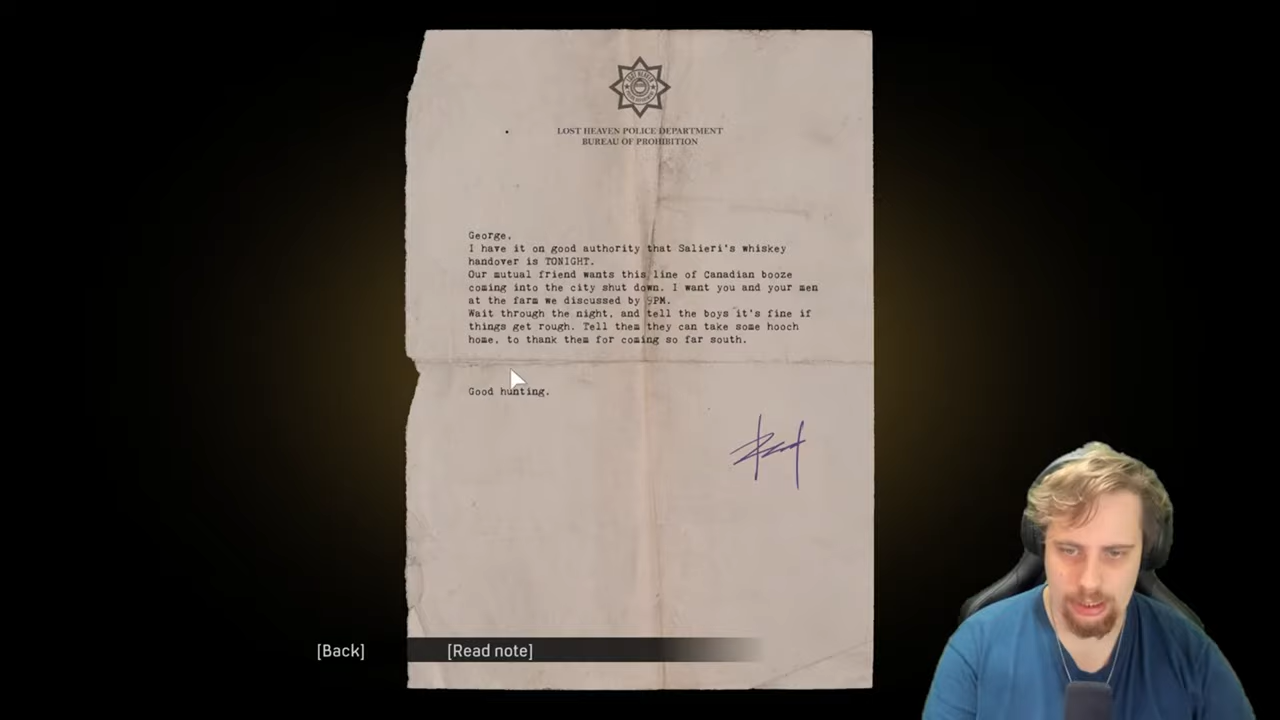 LOST HEAVEN POLICE DEPARTMENT
BUREAU OF PROHIBITION
George,
I have it on good authority that Salieri's whiskey
handover is TONIGHT.
Our mutual friend wants this line of Canadian booze
coming into the city shut down. I want you and your men
at the farm we discussed by 9PM.
Wait through the night, and tell the boys it's fine if
things get rough. Tell them they can take some hooch
home, to thank them for coming so far south.
Good hunting.
[Back]
[Read note]